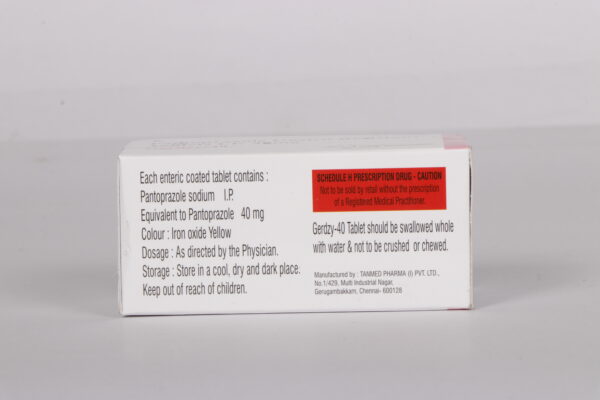 Each enteric coated tablet contains :
Pantoprazole sodium I.P.
Equivalent to Pantoprazole 40 mg
Colour : Iron oxide Yellow
Dosage : As directed by the Physician.
Storage : Store in a cool, dry and dark place.
Keep out of reach of children.
SCHEDULE H PRESCRIPTION DRUG - CAUTION
Not to be sold by retail without the prescription
of a Registered Medical Practitioner.
Gerdzy-40 Tablet should be swallowed whole
with water & not to be crushed or chewed.
Manufactured by : TANMED PHARMA (I) PVT. LTD.,
No.1/429, Multi Industrial Nagar,
Gerugambakkam, Chennai- 600128